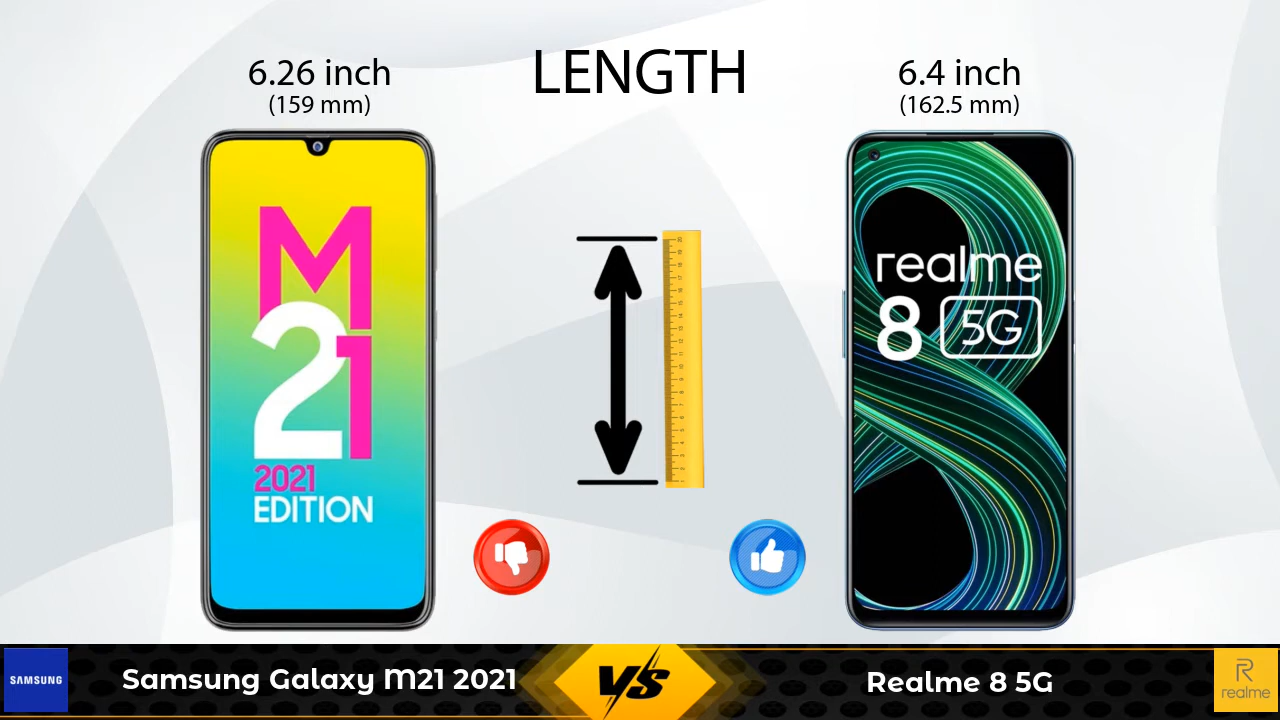 LENGTH
6.26 inch
(159 mm)
6.4 inch
(162.5 mm)
M
21
2021
EDITION
realme
8 5G
SAMSUNG
Samsung Galaxy M21 2021
VS
Realme 8 5G
R
realme